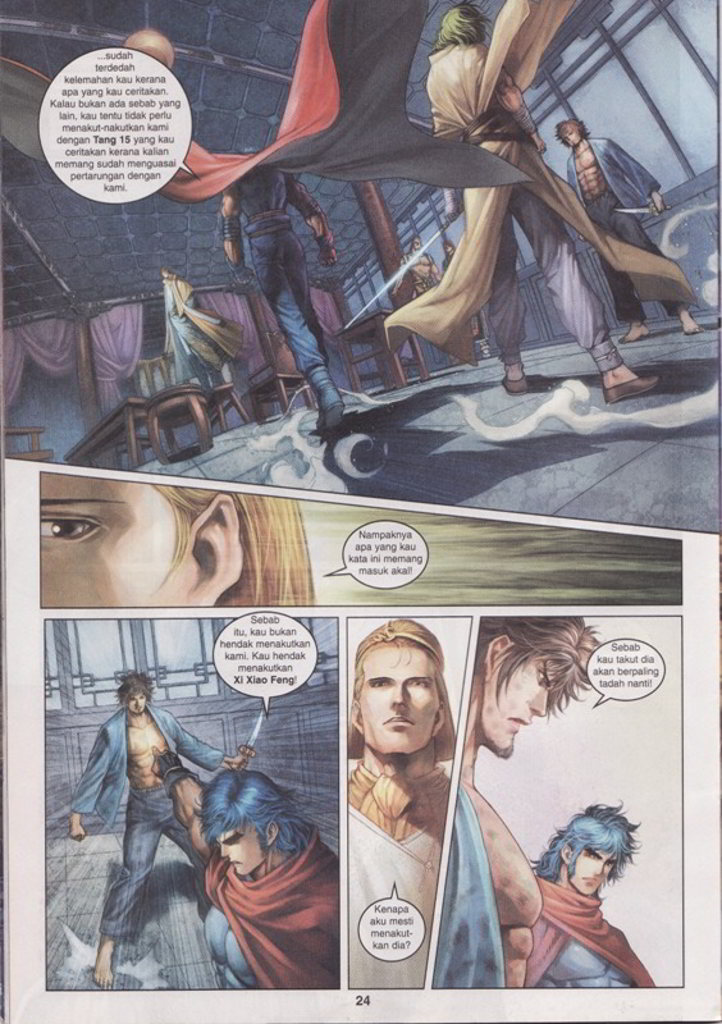 ...sudah
terdedah
kelemahan kau kerana
apa yang kau ceritakan.
Kalau bukan ada sebab yang
lain, kau tentu tidak perlu
menakut-nakutkan kami
dengan Tang 15 yang kau
ceritakan kerana kalian
memang sudah menguasai
pertarungan dengan
kami.
Nampaknya
apa yang kau
kata ini memang
masuk akal!
Sebab
itu, kau bukan
hendak menakutkan
kami. Kau hendak
menakutkan
Xi Xiao Feng!
Kenapa
aku mesti
menakut-
kan dia?
Sebab
kau takut dia
akan berpaling
tadah nanti!
24